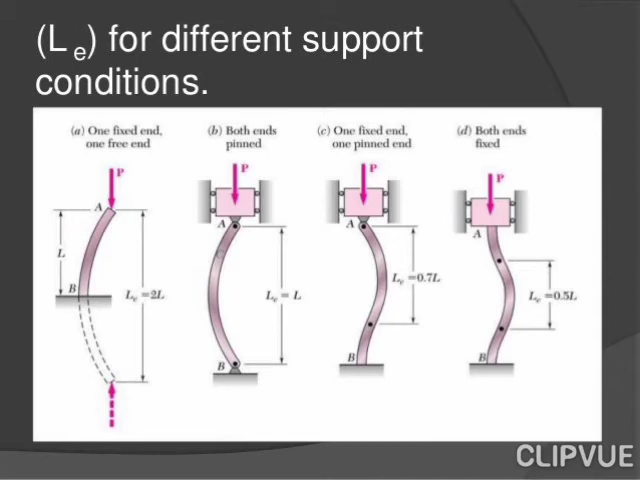 (L e) for different support
conditions.
(a) One fixed end,
one free end
(b) Both ends
pinned
(c) One fixed end,
one pinned end
(d) Both ends
fixed
P
P
P
P
A
A
A
A
L
B
Le =2L
Le = L
Le =0.7L
Le =0.5L
B
B
B
CLIPVUE